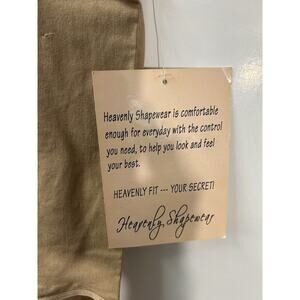 Heavenly Shapewear is comfortable
enough for everyday with the control
you need, to help you look and feel
your best.
HEAVENLY FIT --- YOUR SECRET!
Heavenly Shapewear